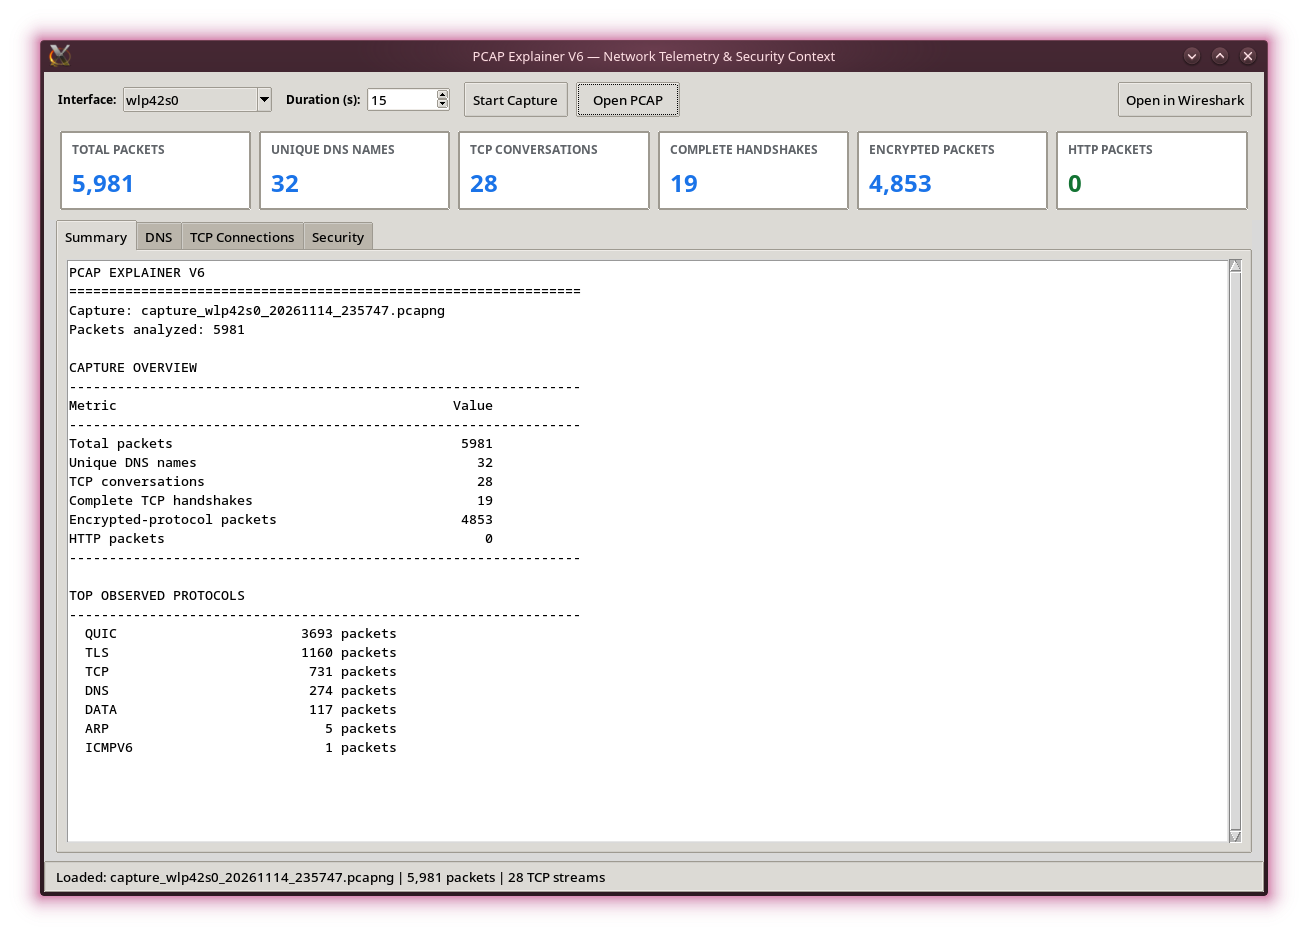 PCAP Explainer V6 — Network Telemetry & Security Context
Interface: wlp42s0 Duration (s): 15 Start Capture Open PCAP Open in Wireshark
TOTAL PACKETS UNIQUE DNS NAMES TCP CONVERSATIONS COMPLETE HANDSHAKES ENCRYPTED PACKETS HTTP PACKETS
5,981 32 28 19 4,853 0
Summary DNS TCP Connections Security
PCAP EXPLAINER V6
================================================================
Capture: capture_wlp42s0_20261114_235747.pcapng
Packets analyzed: 5981
CAPTURE OVERVIEW
----------------------------------------------------------------
Metric Value
----------------------------------------------------------------
Total packets 5981
Unique DNS names 32
TCP conversations 28
Complete TCP handshakes 19
Encrypted-protocol packets 4853
HTTP packets 0
----------------------------------------------------------------
TOP OBSERVED PROTOCOLS
----------------------------------------------------------------
QUIC 3693 packets
TLS 1160 packets
TCP 731 packets
DNS 274 packets
DATA 117 packets
ARP 5 packets
ICMPV6 1 packets
Loaded: capture_wlp42s0_20261114_235747.pcapng | 5,981 packets | 28 TCP streams